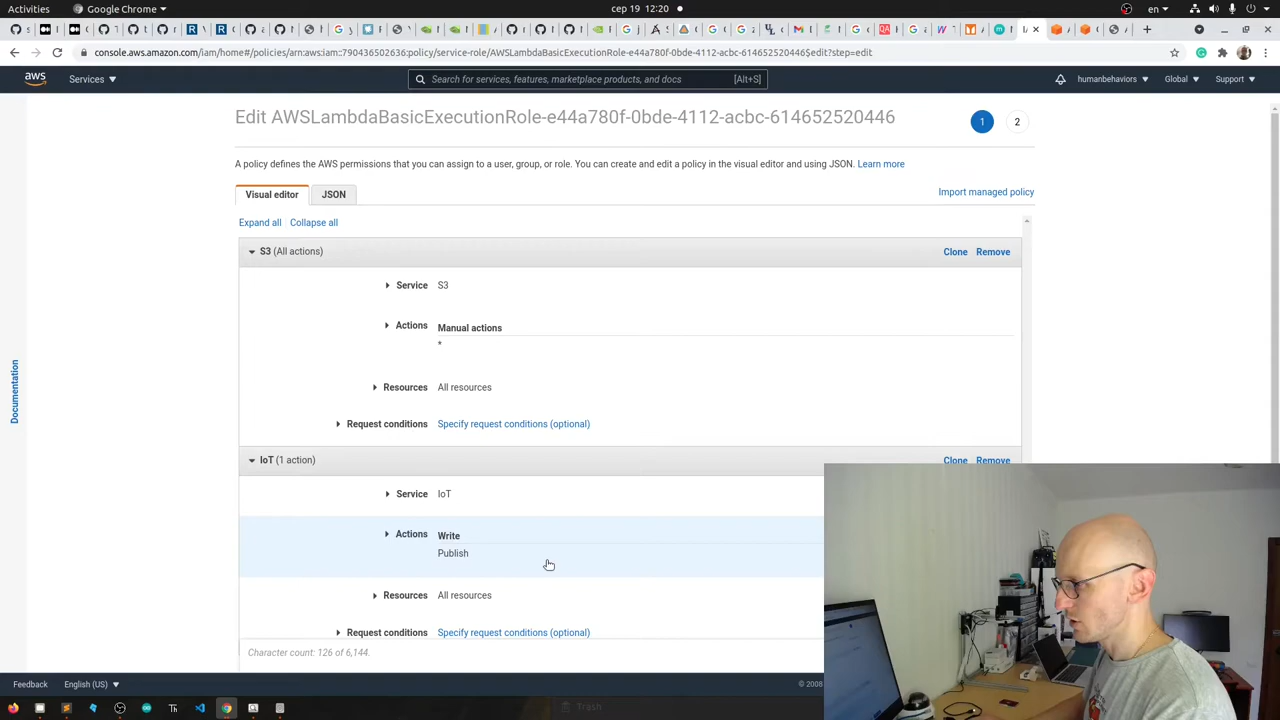 Activities
Google Chrome
сер 19 12:20
en
console.aws.amazon.com/iam/home#/policies/arn:aws:iam::790436502636:policy/service-role/AWSLambdaBasicExecutionRole-e44a780f-0bde-4112-acbc-614652520446$edit?step=edit
aws
Services
Search for services, features, marketplace products, and docs
[Alt+S]
humanbehaviors
Global
Support
Edit AWSLambdaBasicExecutionRole-e44a780f-0bde-4112-acbc-614652520446
1
2
A policy defines the AWS permissions that you can assign to a user, group, or role. You can create and edit a policy in the visual editor and using JSON. Learn more
Visual editor
JSON
Import managed policy
Expand all
Collapse all
S3 (All actions)
Clone
Remove
Service
S3
Actions
Manual actions
*
Resources
All resources
Request conditions
Specify request conditions (optional)
IoT (1 action)
Clone
Remove
Service
IoT
Actions
Write
Publish
Resources
All resources
Request conditions
Specify request conditions (optional)
Character count: 126 of 6,144.
Documentation
Feedback
English (US)
© 2008
Trash